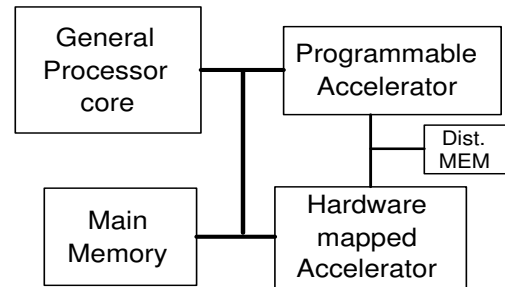 General
Processor
core
Programmable
Accelerator
Dist.
MEM
Main
Memory
Hardware
mapped
Accelerator